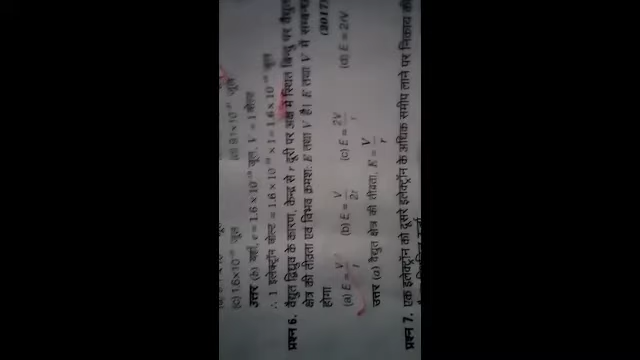 (c) 1.6×10⁻¹⁹ जूल
उत्तर (b) यहाँ, e = 1.6 × 10⁻¹⁹ जूल, V = 1 वोल्ट
∴ 1 इलेक्ट्रॉन वोल्ट = 1.6 × 10⁻¹⁹ × 1 = 1.6 × 10⁻¹⁹ जूल
प्रश्न 6. वैद्युत द्विध्रुव के कारण, केन्द्र से r दूरी पर अक्ष में स्थित बिन्दु पर वैद्युत
क्षेत्र की तीव्रता एवं विभव क्रमशः E तथा V हैं। E तथा V में सम्बन्ध
होगा (2017)
(a) E = V/r (b) E = V/2r (c) E = 2V/r (d) E = 2rV
उत्तर (a) वैद्युत क्षेत्र की तीव्रता, E = V/r
प्रश्न 7. एक इलेक्ट्रॉन को दूसरे इलेक्ट्रॉन के अधिक समीप लाने पर निकाय की